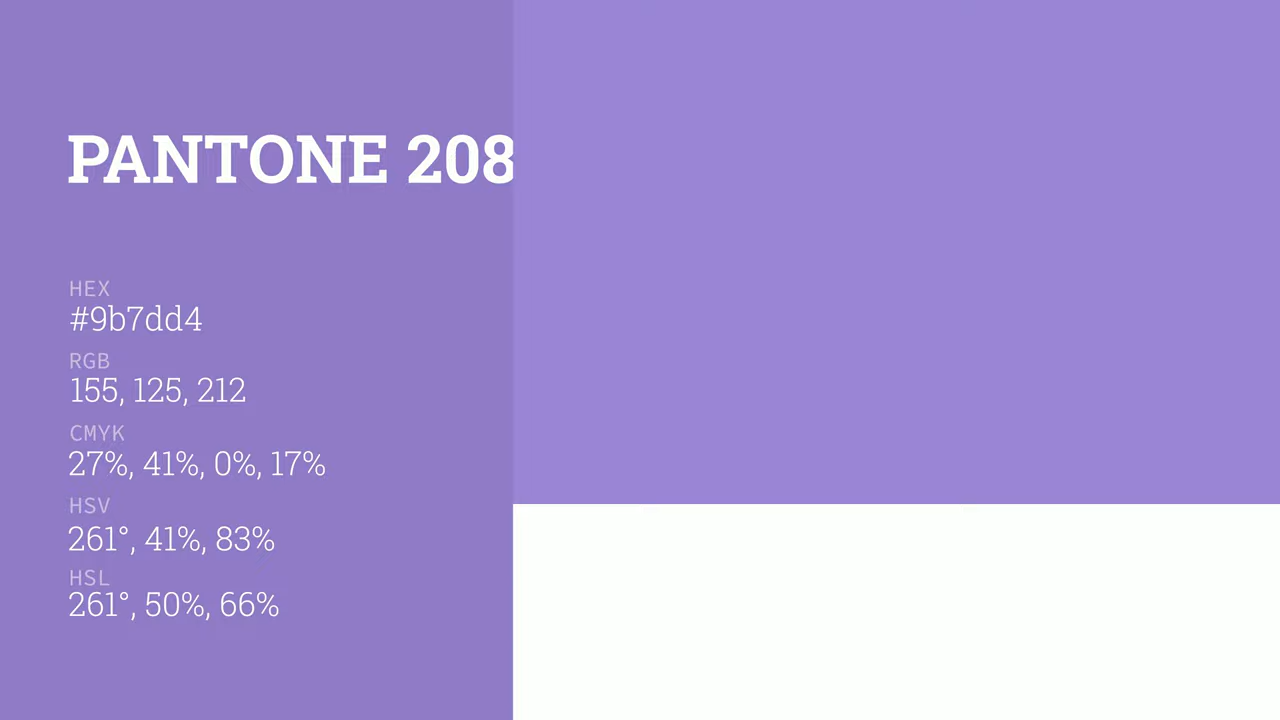 PANTONE 208
HEX
#9b7dd4
RGB
155, 125, 212
CMYK
27%, 41%, 0%, 17%
HSV
261°, 41%, 83%
HSL
261°, 50%, 66%